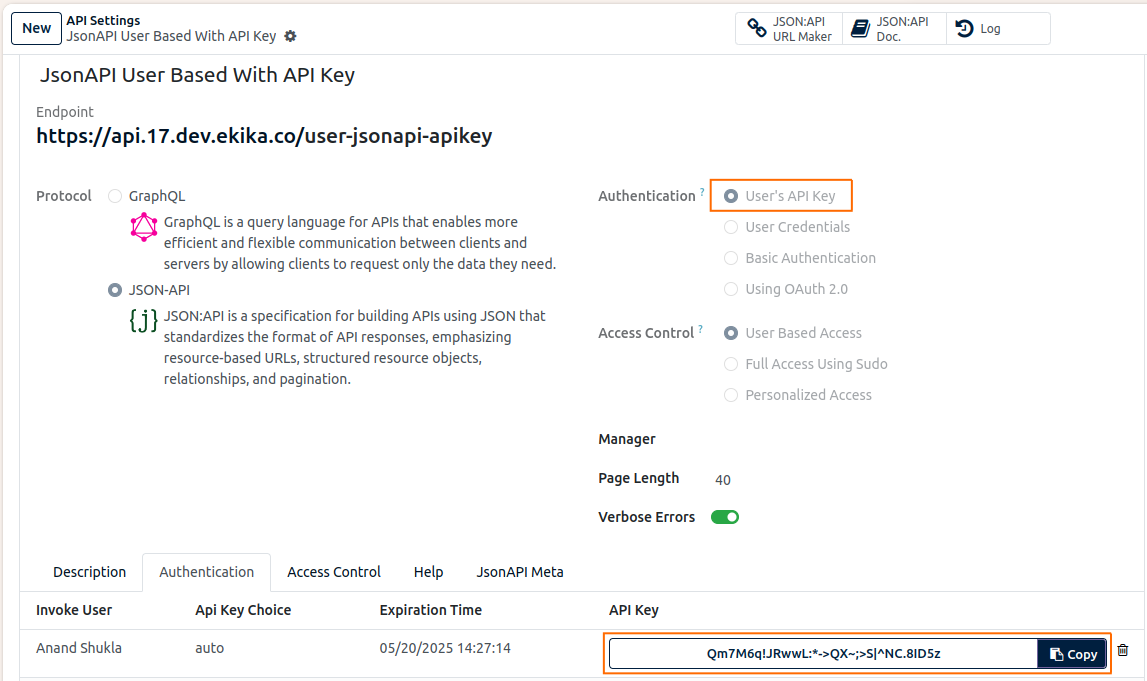 New
API Settings
JsonAPI User Based With API Key
JSON:API
URL Maker
JSON:API
Doc.
Log
JsonAPI User Based With API Key
Endpoint
https://api.17.dev.ekika.co/user-jsonapi-apikey
Protocol
GraphQL
GraphQL is a query language for APIs that enables more
efficient and flexible communication between clients and
servers by allowing clients to request only the data they need.
JSON-API
{j}
JSON:API is a specification for building APIs using JSON that
standardizes the format of API responses, emphasizing
resource-based URLs, structured resource objects,
relationships, and pagination.
Authentication ?
User's API Key
User Credentials
Basic Authentication
Using OAuth 2.0
Access Control ?
User Based Access
Full Access Using Sudo
Personalized Access
Manager
Page Length 40
Verbose Errors
Description Authentication Access Control Help JsonAPI Meta
Invoke User Api Key Choice Expiration Time API Key
Anand Shukla auto 05/20/2025 14:27:14 Qm7M6q!JRwwL:*->QX~;>S|^NC.8ID5z Copy